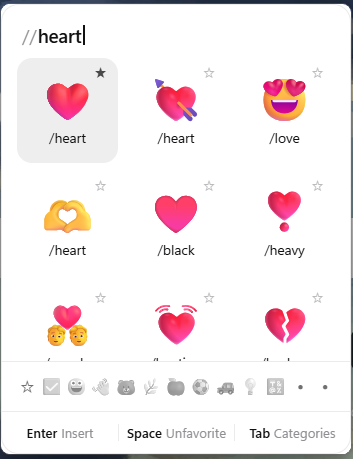 //heart
/heart /heart /love
/heart /black /heavy
Enter Insert Space Unfavorite Tab Categories